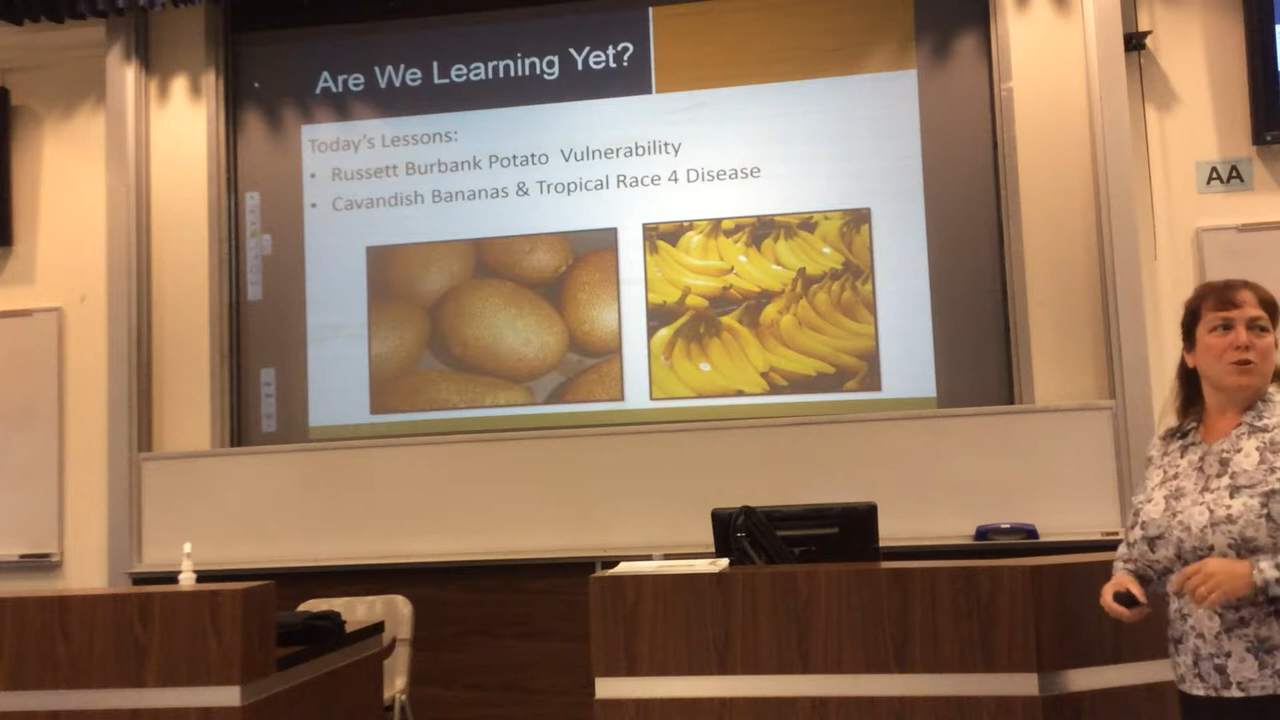 Are We Learning Yet?
Today's Lessons:
• Russett Burbank Potato Vulnerability
• Cavandish Bananas & Tropical Race 4 Disease
AA